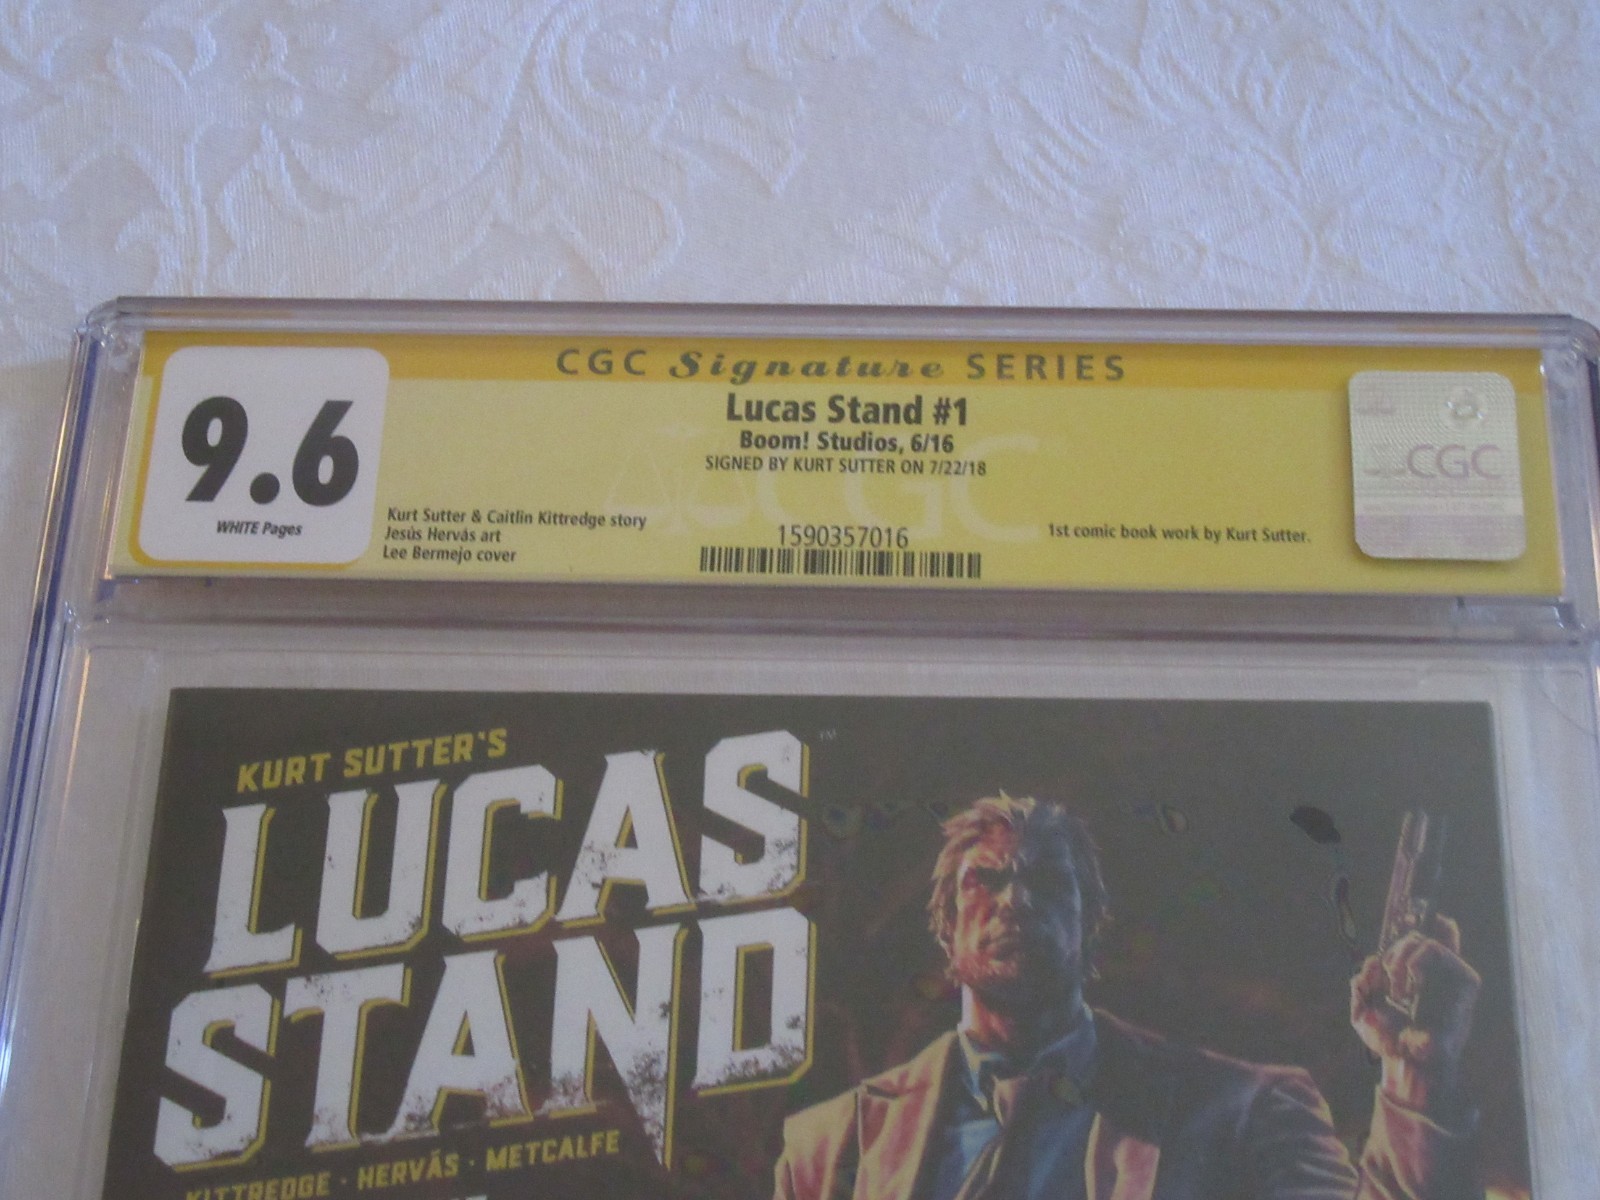 CGC Signature SERIES
9.6
WHITE Pages
Lucas Stand #1
Boom! Studios, 6/16
SIGNED BY KURT SUTTER ON 7/22/18
Kurt Sutter & Caitlin Kittredge story
Jesús Hervás art
Lee Bermejo cover
1590357016
1st comic book work by Kurt Sutter.
CGC
CGC
KURT SUTTER'S
LUCAS
STAND
TM
KITTREDGE · HERVÁS · METCALFE